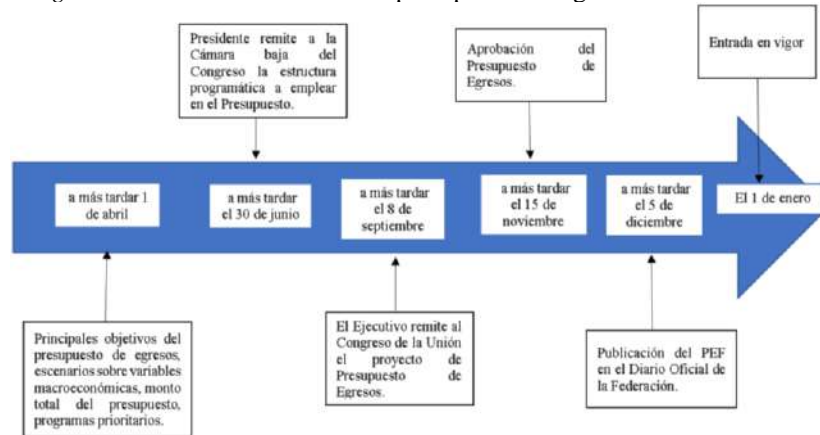 Presidente remite a la
Cámara baja del
Congreso la estructura
programática a emplear
en el Presupuesto.
Aprobación del
Presupuesto de
Egresos.
Entrada en vigor
a más tardar 1
de abril
a más tardar
el 30 de junio
a más tardar
el 8 de
septiembre
a más tardar
el 15 de
noviembre
a más tardar
el 5 de
diciembre
El 1 de enero
Principales objetivos del
presupuesto de egresos,
escenarios sobre variables
macroeconómicas, monto
total del presupuesto,
programas prioritarios.
El Ejecutivo remite al
Congreso de la Unión
el proyecto de
Presupuesto de
Egresos.
Publicación del PEF
en el Diario Oficial de
la Federación.